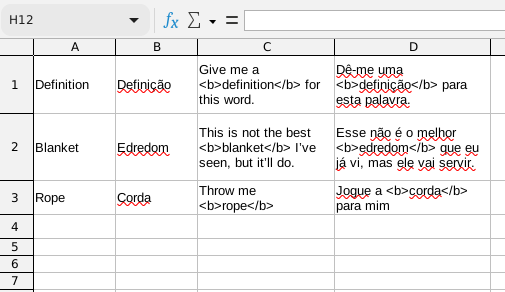 H12
A B C D
1 Definition Definição Give me a <b>definition</b> for this word. Dê-me uma <b>definição</b> para esta palavra.
2 Blanket Edredom This is not the best <b>blanket</b> I've seen, but it'll do. Esse não é o melhor <b>edredom</b> que eu já vi, mas ele vai servir.
3 Rope Corda Throw me <b>rope</b> Jogue a <b>corda</b> para mim
4
5
6
7